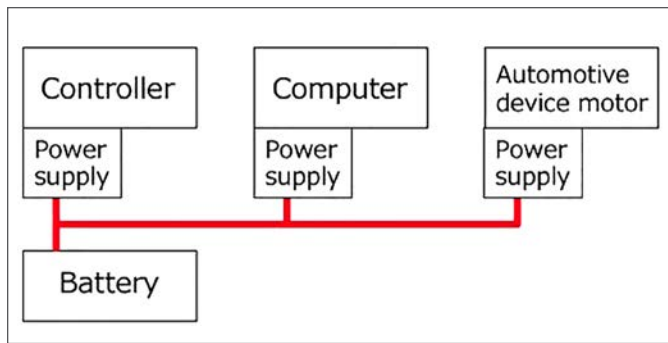 Controller
Power
supply
Computer
Power
supply
Automotive
device motor
Power
supply
Battery